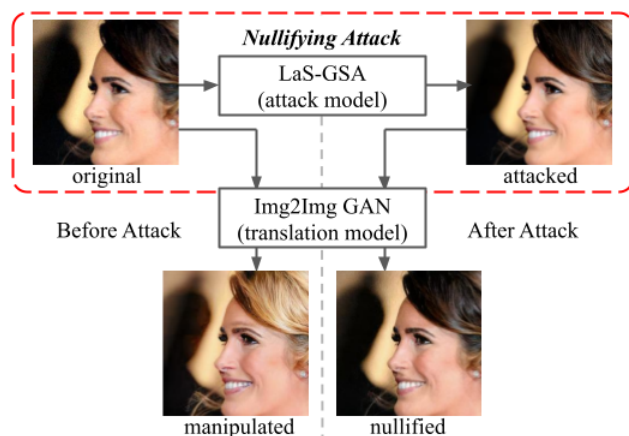 Nullifying Attack
LaS-GSA
(attack model)
original
attacked
Img2Img GAN
(translation model)
Before Attack
After Attack
manipulated
nullified